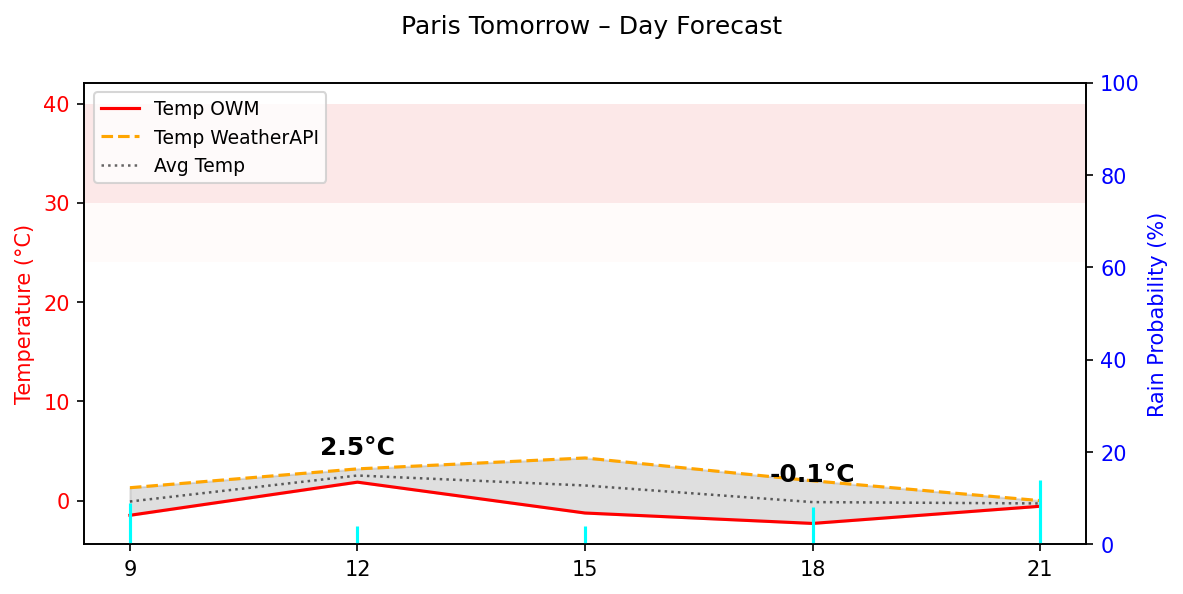 Paris Tomorrow – Day Forecast
Temp OWM
Temp WeatherAPI
Avg Temp
Temperature (°C)
40
30
20
10
0
2.5°C
-0.1°C
100
80
60
40
20
0
Rain Probability (%)
9
12
15
18
21